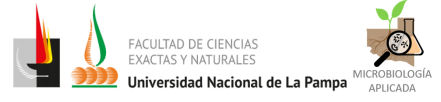 FACULTAD DE CIENCIAS
EXACTAS Y NATURALES
Universidad Nacional de La Pampa
MICROBIOLOGÍA
APLICADA